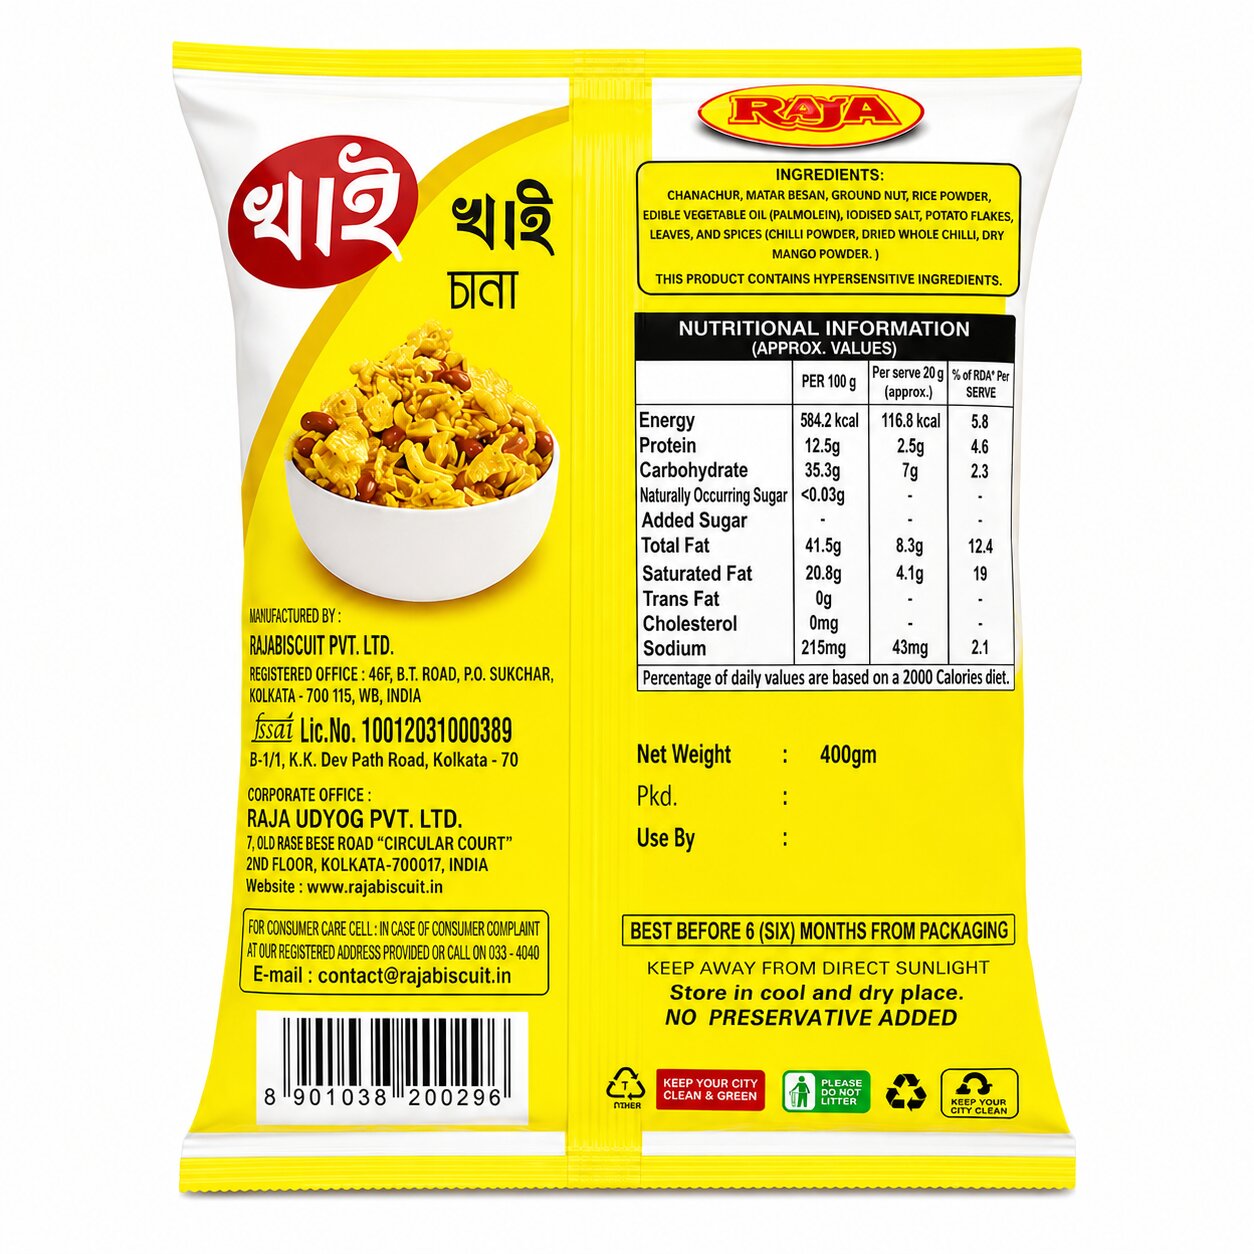 খাই
খাই
চানা
MANUFACTURED BY :
RAJABISCUIT PVT. LTD.
REGISTERED OFFICE : 46F, B.T. ROAD, P.O. SUKCHAR,
KOLKATA - 700 115, WB, INDIA
fssai Lic.No. 10012031000389
B-1/1, K.K. Dev Path Road, Kolkata - 70
CORPORATE OFFICE :
RAJA UDYOG PVT. LTD.
7, OLD RASE BESE ROAD “CIRCULAR COURT”
2ND FLOOR, KOLKATA-700017, INDIA
Website : www.rajabiscuit.in
FOR CONSUMER CARE CELL : IN CASE OF CONSUMER COMPLAINT
AT OUR REGISTERED ADDRESS PROVIDED OR CALL ON 033 - 4040
E-mail : contact@rajabiscuit.in
8 901038 200296
RAJA
INGREDIENTS:
CHANACHUR, MATAR BESAN, GROUND NUT, RICE POWDER,
EDIBLE VEGETABLE OIL (PALMOLEIN), IODISED SALT, POTATO FLAKES,
LEAVES, AND SPICES (CHILLI POWDER, DRIED WHOLE CHILLI, DRY
MANGO POWDER. )
THIS PRODUCT CONTAINS HYPERSENSITIVE INGREDIENTS.
NUTRITIONAL INFORMATION
(APPROX. VALUES)
PER 100 g Per serve 20 g (approx.) % of RDA* Per SERVE
Energy 584.2 kcal 116.8 kcal 5.8
Protein 12.5g 2.5g 4.6
Carbohydrate 35.3g 7g 2.3
Naturally Occurring Sugar <0.03g - -
Added Sugar - - -
Total Fat 41.5g 8.3g 12.4
Saturated Fat 20.8g 4.1g 19
Trans Fat 0g - -
Cholesterol 0mg - -
Sodium 215mg 43mg 2.1
Percentage of daily values are based on a 2000 Calories diet.
Net Weight : 400gm
Pkd. :
Use By :
BEST BEFORE 6 (SIX) MONTHS FROM PACKAGING
KEEP AWAY FROM DIRECT SUNLIGHT
Store in cool and dry place.
NO PRESERVATIVE ADDED
KEEP YOUR CITY
CLEAN & GREEN
PLEASE
DO NOT
LITTER
KEEP YOUR
CITY CLEAN